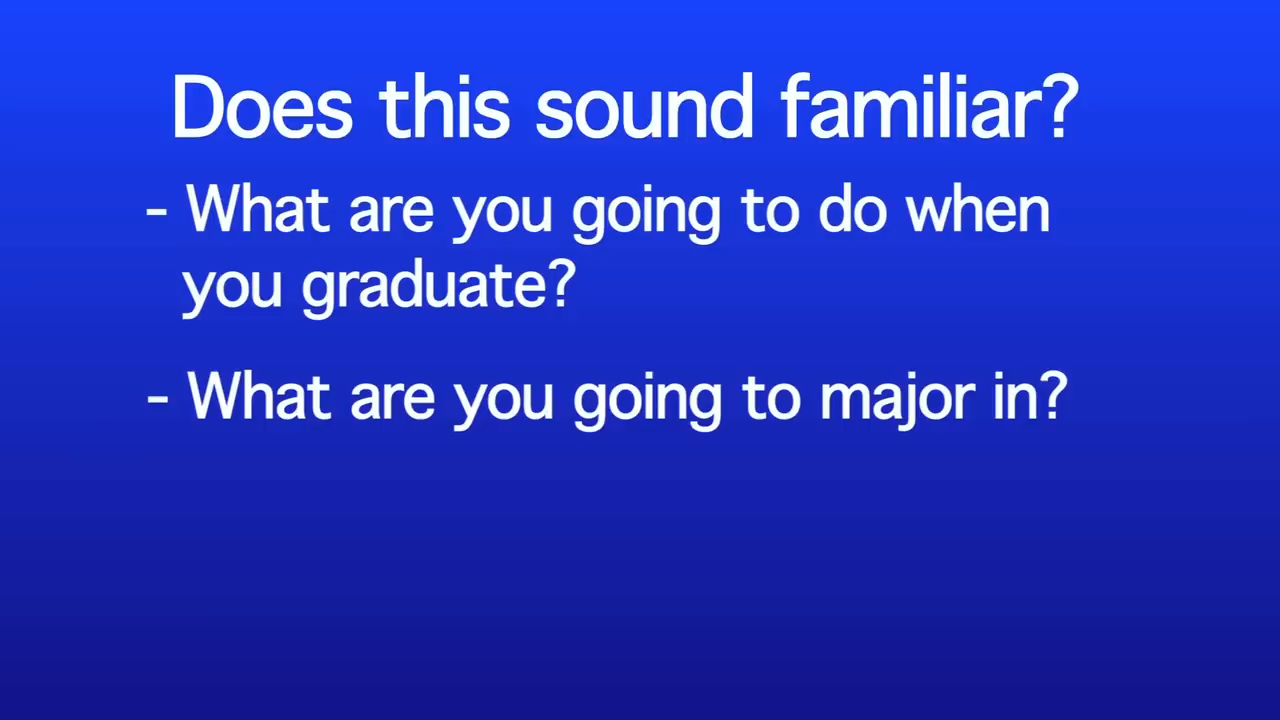 Does this sound familiar?
- What are you going to do when
you graduate?
- What are you going to major in?